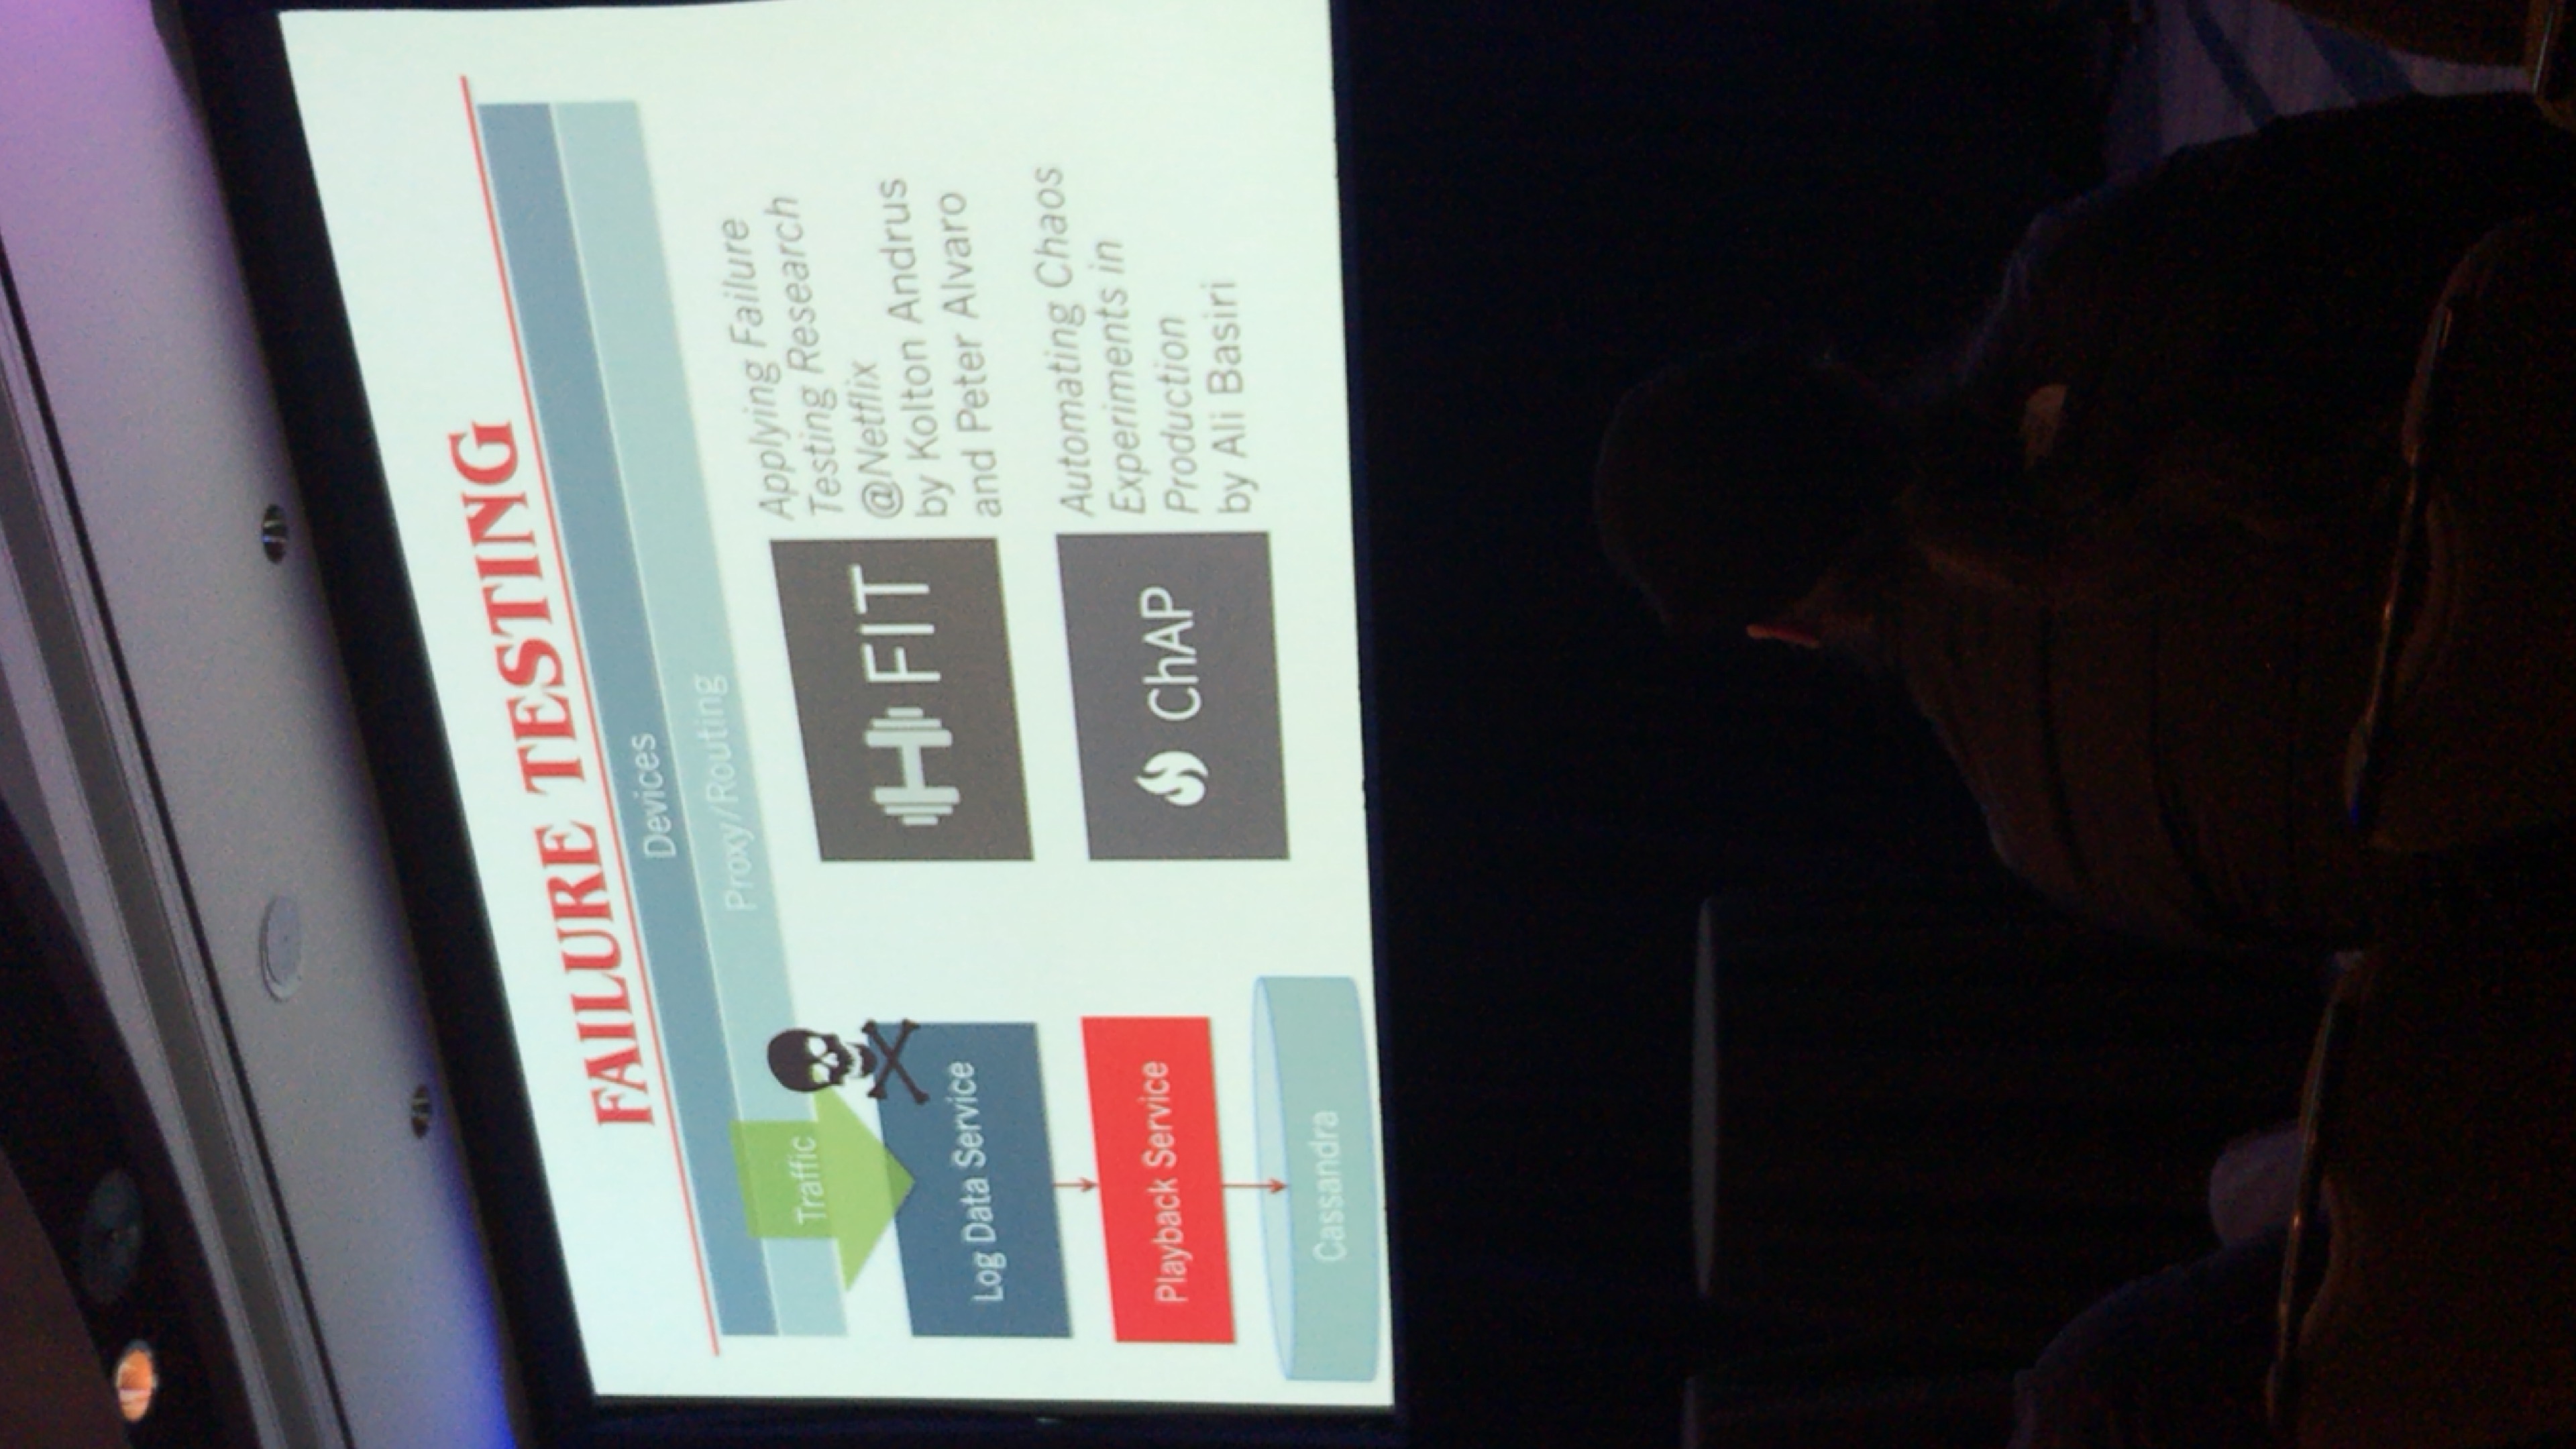 FAILURE TESTING
Devices
Proxy/Routing
Traffic
Log Data Service
Playback Service
Cassandra
FIT
Applying Failure
Testing Research
@Netflix
by Kolton Andrus
and Peter Alvaro
ChAP
Automating Chaos
Experiments in
Production
by Ali Basiri